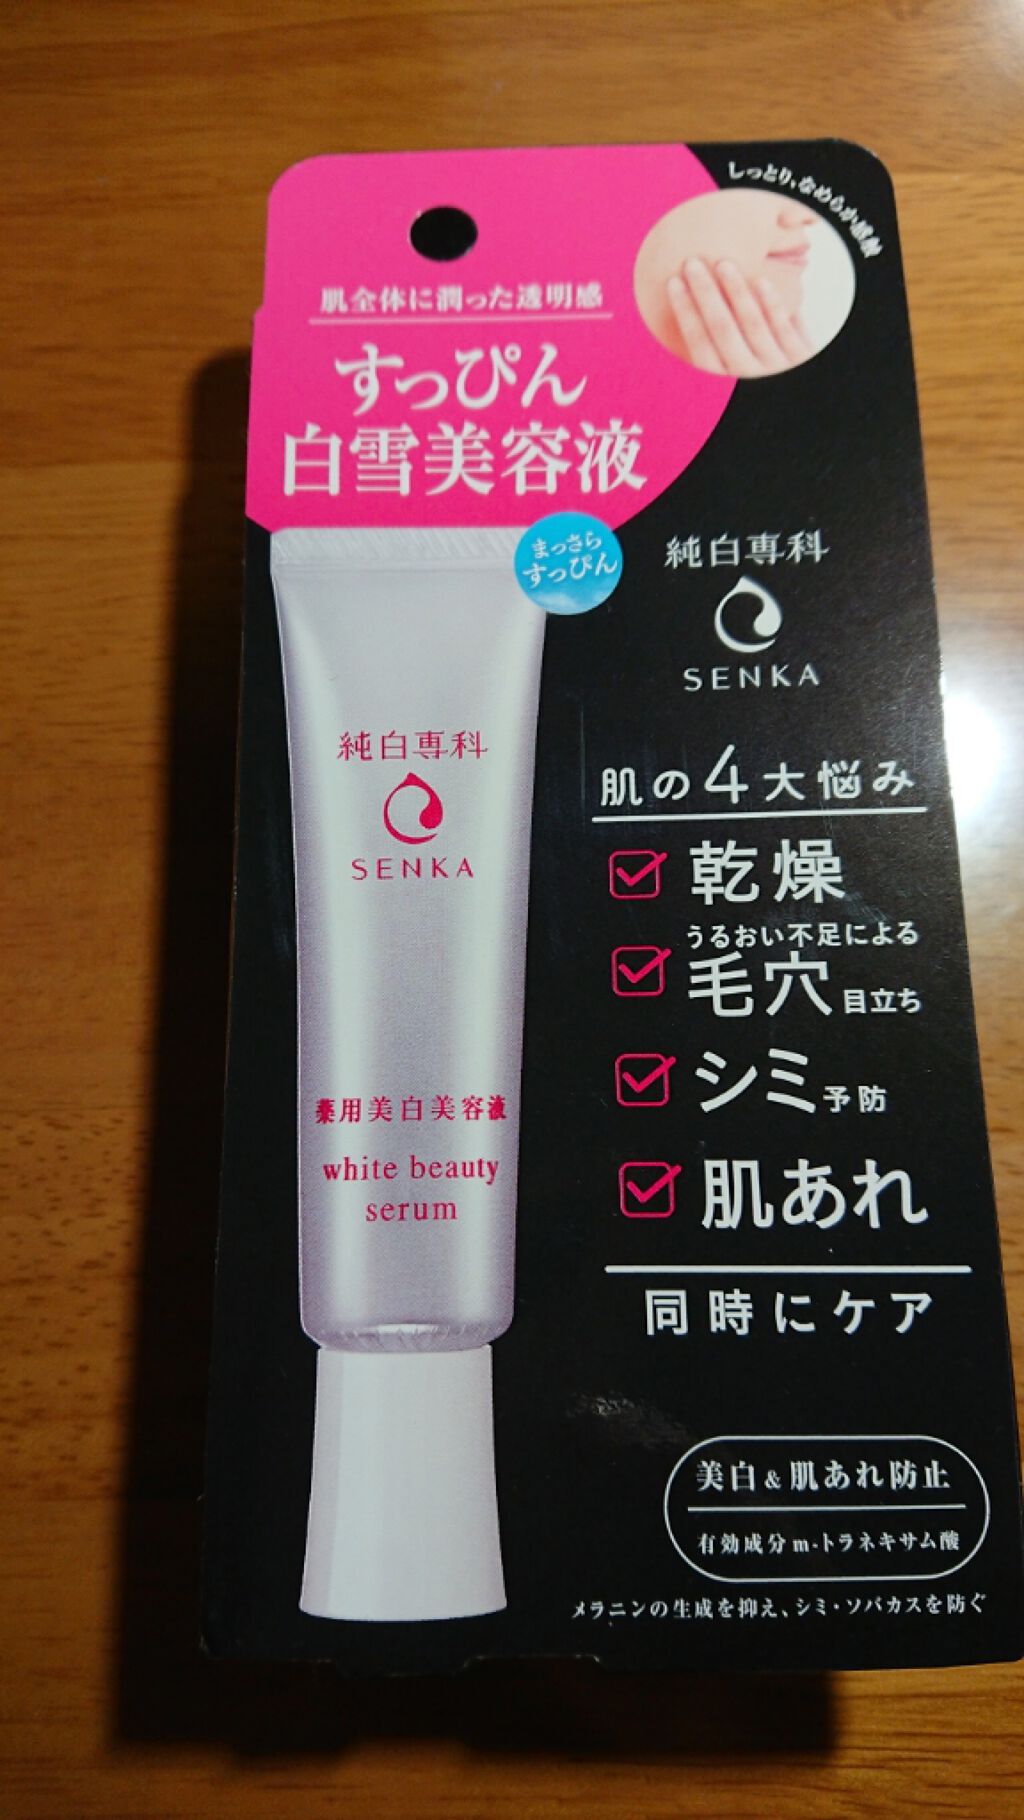 しっとり、なめらか感触
肌全体に潤った透明感
すっぴん
白雪美容液
まっさら
すっぴん
純白専科
SENKA
純白専科
SENKA
薬用美白美容液
white beauty
serum
肌の4大悩み
乾燥
うるおい不足による
毛穴目立ち
シミ予防
肌あれ
同時にケア
美白&肌あれ防止
有効成分m-トラネキサム酸
メラニンの生成を抑え、シミ・ソバカスを防ぐ